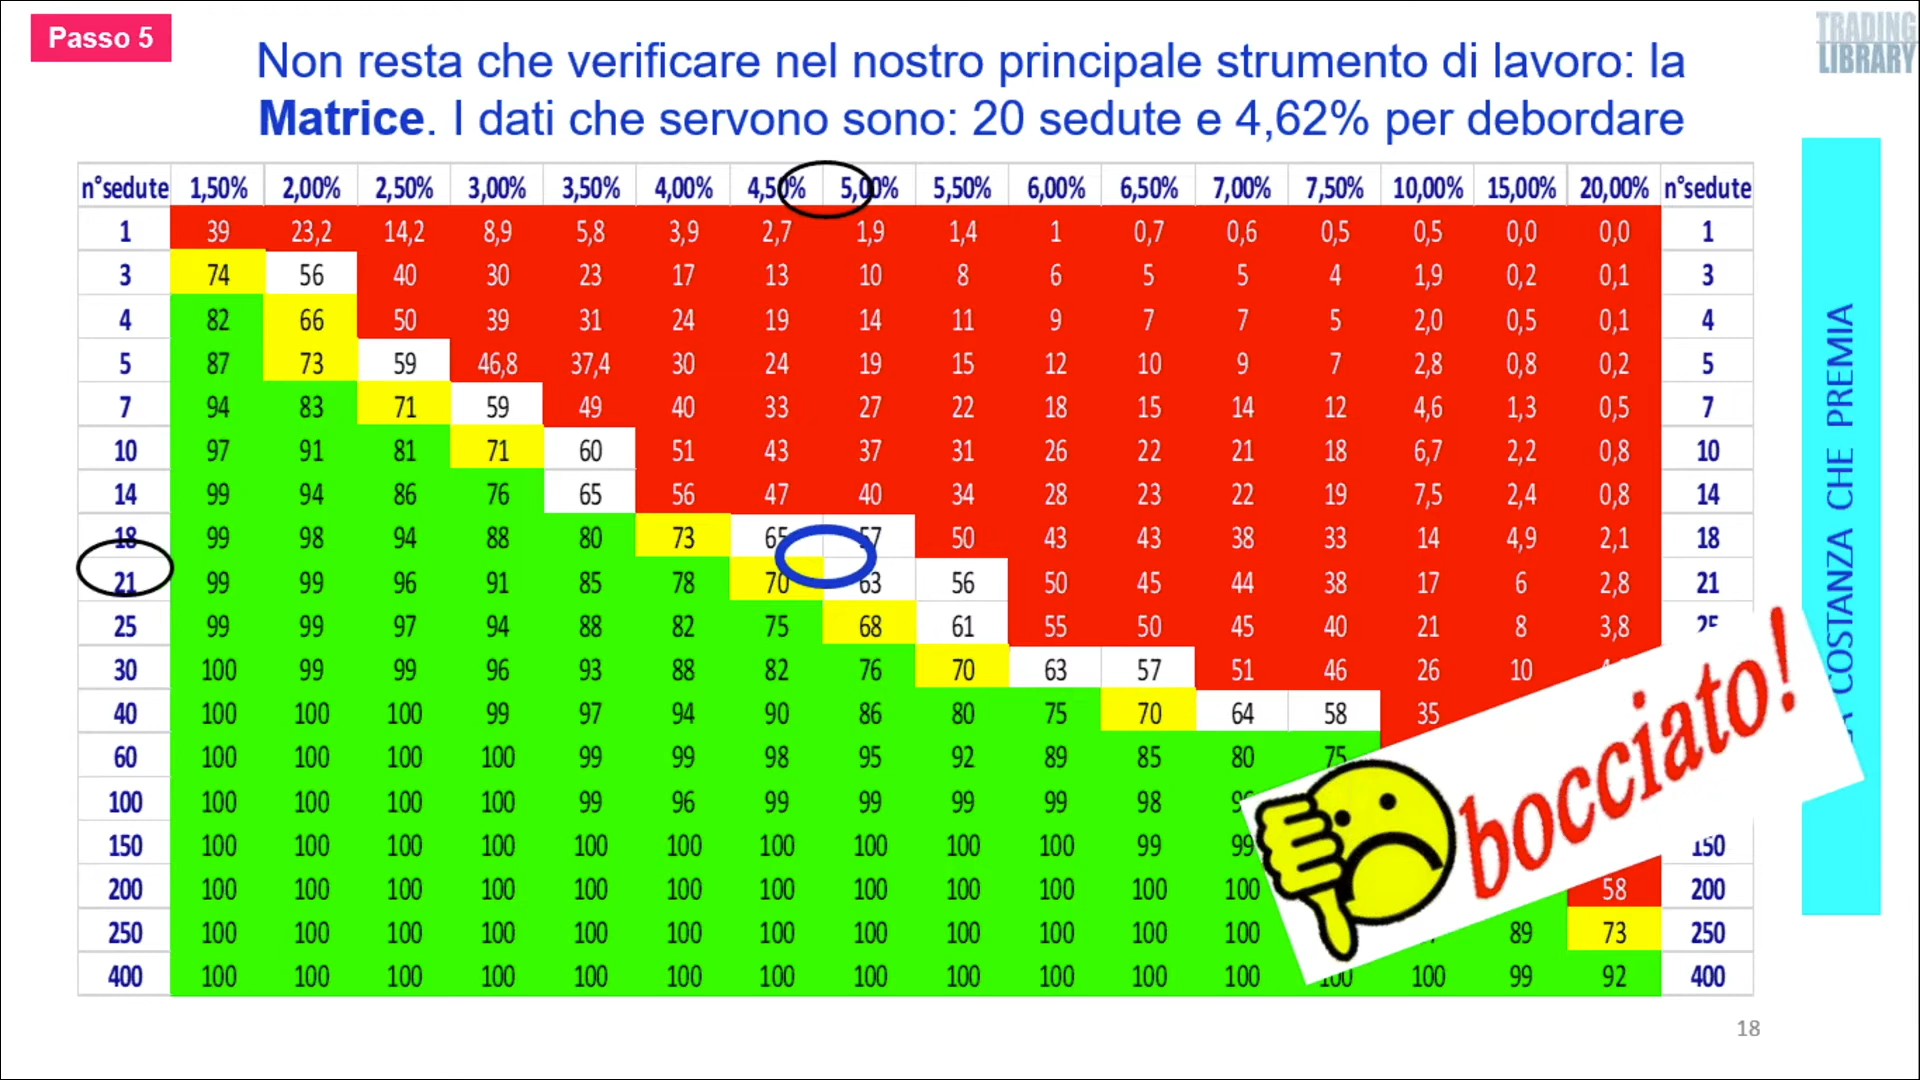 Passo 5
TRADING
LIBRARY
Non resta che verificare nel nostro principale strumento di lavoro: la
Matrice. I dati che servono sono: 20 sedute e 4,62% per debordare
n°sedute 1,50% 2,00% 2,50% 3,00% 3,50% 4,00% 4,50% 5,00% 5,50% 6,00% 6,50% 7,00% 7,50% 10,00% 15,00% 20,00% n°sedute
1 39 23,2 14,2 8,9 5,8 3,9 2,7 1,9 1,4 1 0,7 0,6 0,5 0,5 0,0 0,0 1
3 74 56 40 30 23 17 13 10 8 6 5 5 4 1,9 0,2 0,1 3
4 82 66 50 39 31 24 19 14 11 9 7 7 5 2,0 0,5 0,1 4
5 87 73 59 46,8 37,4 30 24 19 15 12 10 9 7 2,8 0,8 0,2 5
7 94 83 71 59 49 40 33 27 22 18 15 14 12 4,6 1,3 0,5 7
10 97 91 81 71 60 51 43 37 31 26 22 21 18 6,7 2,2 0,8 10
14 99 94 86 76 65 56 47 40 34 28 23 22 19 7,5 2,4 0,8 14
18 99 98 94 88 80 73 65 57 50 43 43 38 33 14 4,9 2,1 18
21 99 99 96 91 85 78 70 63 56 50 45 44 38 17 6 2,8 21
25 99 99 97 94 88 82 75 68 61 55 50 45 40 21 8 3,8 25
30 100 99 99 96 93 88 82 76 70 63 57 51 46 26 10
40 100 100 100 99 97 94 90 86 80 75 70 64 58 35
60 100 100 100 100 99 99 98 95 92 89 85 80 75
100 100 100 100 100 99 96 99 99 99 99 98
150 100 100 100 100 100 100 100 100 100 100 99 99 150
200 100 100 100 100 100 100 100 100 100 100 100 100 58 200
250 100 100 100 100 100 100 100 100 100 100 100 100 89 73 250
400 100 100 100 100 100 100 100 100 100 100 100 100 100 100 99 92 400
COSTANZA CHE PREMIA
bocciato!
18